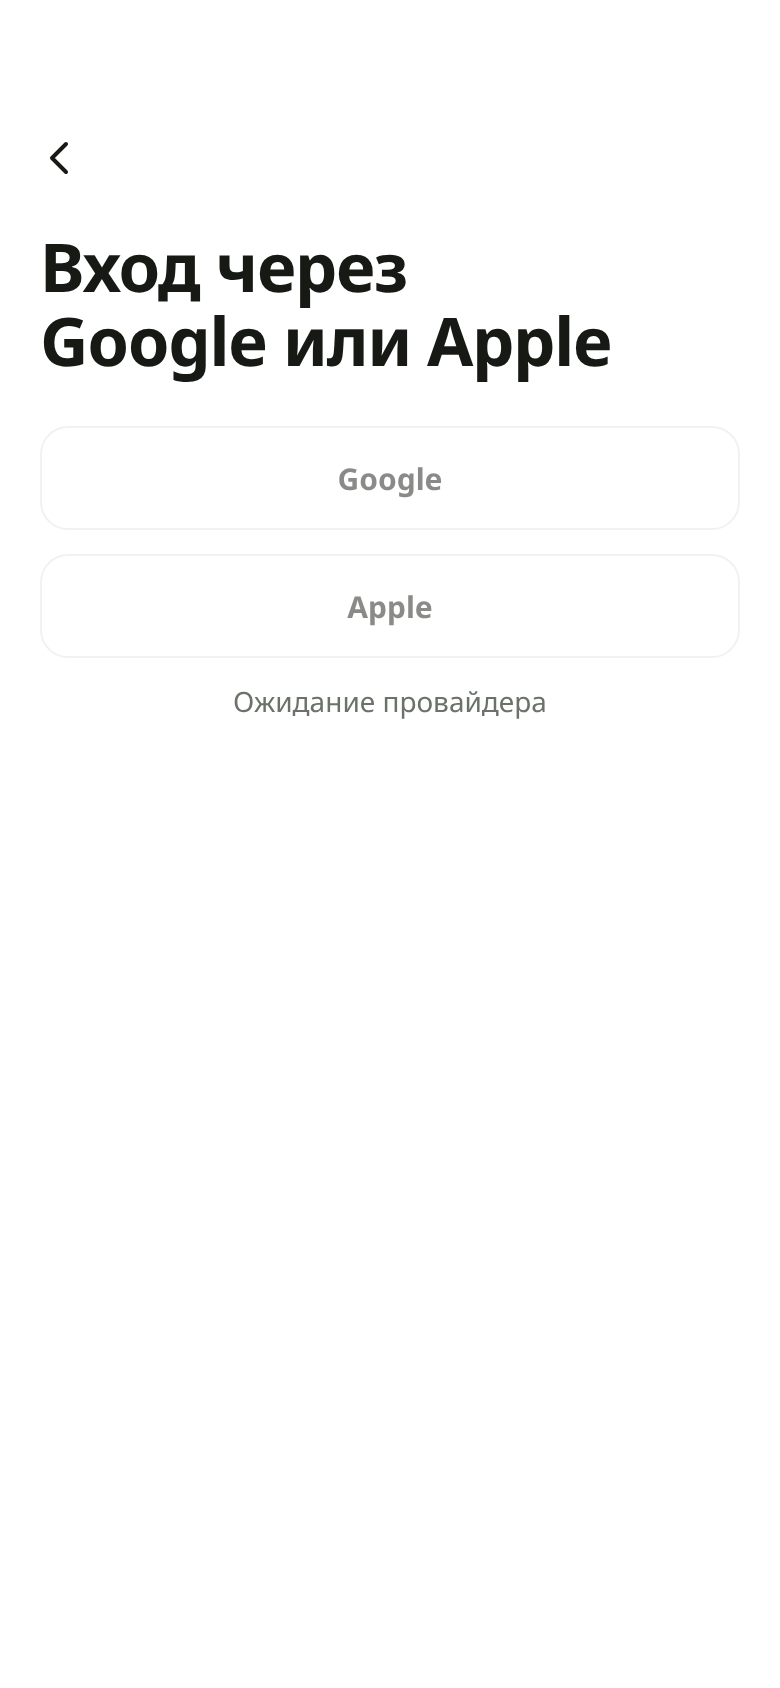 Вход через
Google или Apple
Google
Apple
Ожидание провайдера